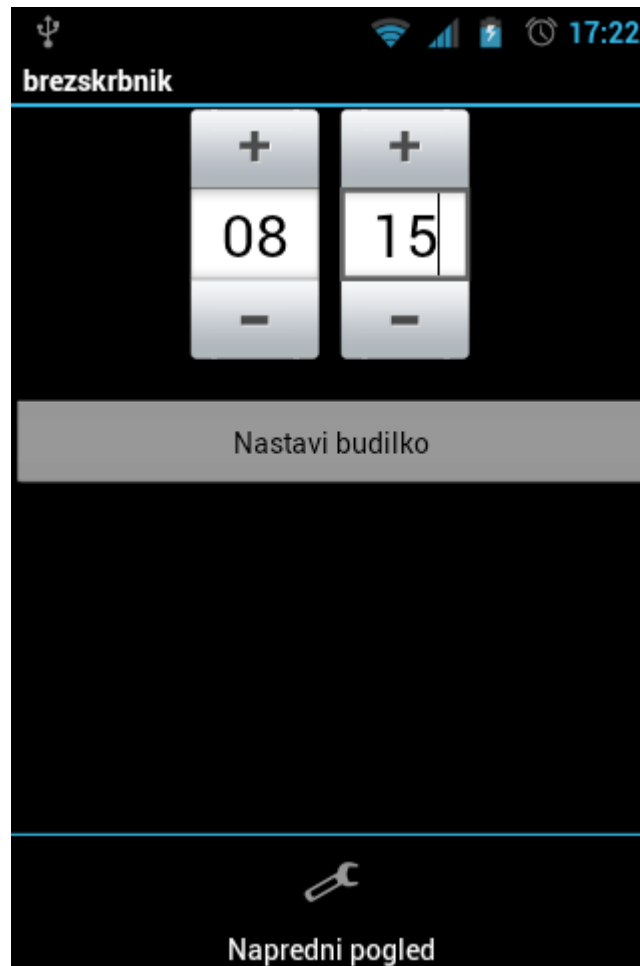 17:22
brezskrbnik
+ +
08 15
- -
Nastavi budilko
Napredni pogled